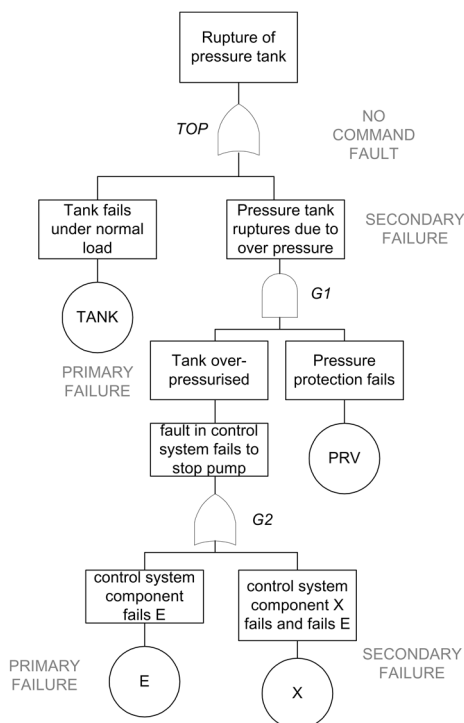 Rupture of
pressure tank
TOP
NO
COMMAND
FAULT
Tank fails
under normal
load
Pressure tank
ruptures due to
over pressure
SECONDARY
FAILURE
TANK
G1
PRIMARY
FAILURE
Tank over-
pressurised
Pressure
protection fails
fault in control
system fails to
stop pump
PRV
G2
control system
component
fails E
control system
component X
fails and fails E
PRIMARY
FAILURE
E
X
SECONDARY
FAILURE